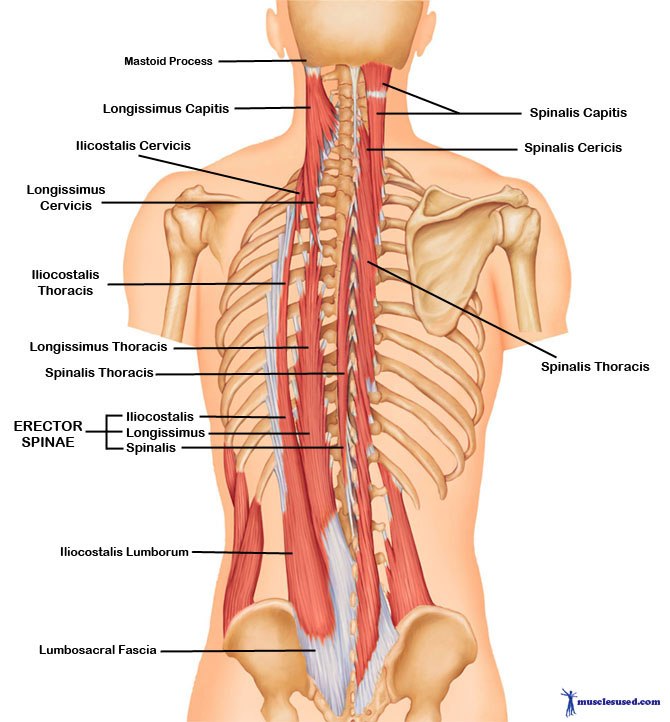 Mastoid Process
Longissimus Capitis
Ilicostalis Cervicis
Longissimus
Cervicis
Iliocostalis
Thoracis
Longissimus Thoracis
Spinalis Thoracis
ERECTOR
SPINAE
Iliocostalis
Longissimus
Spinalis
Iliocostalis Lumborum
Lumbosacral Fascia
Spinalis Capitis
Spinalis Cericis
Spinalis Thoracis
musclesused.com